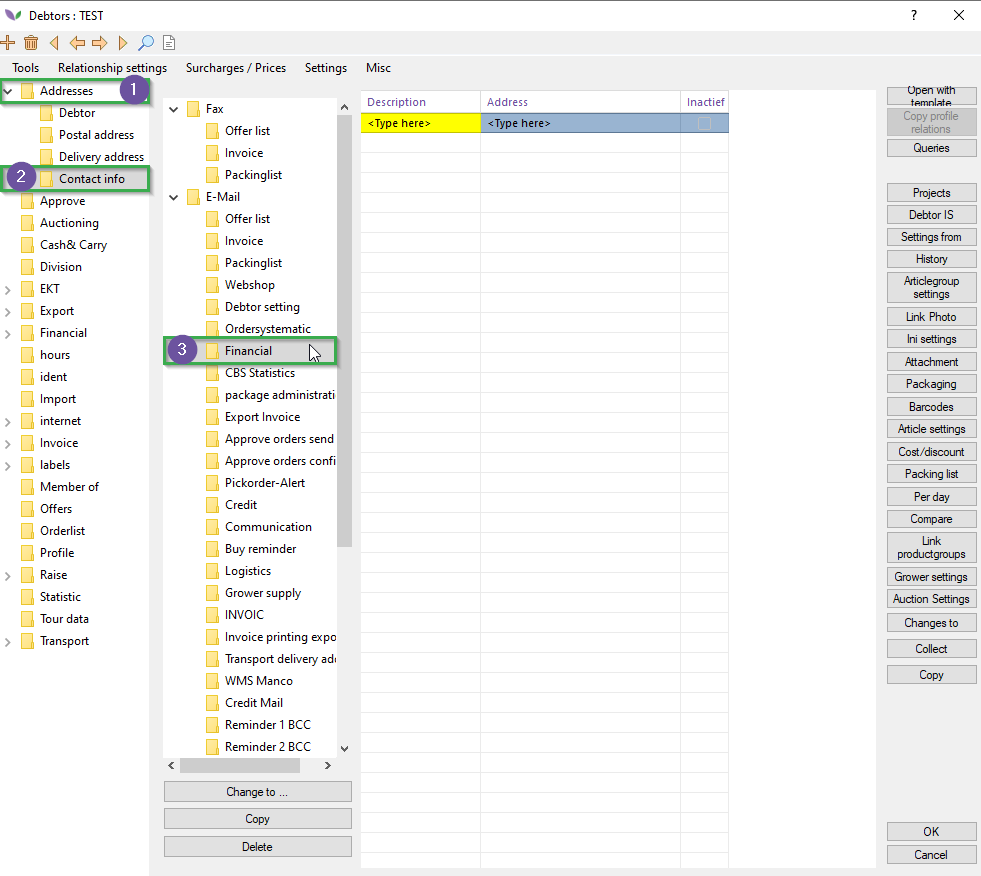 Debtors : TEST
?
Tools
Relationship settings
Surcharges / Prices
Settings
Misc
Addresses
1
Debtor
Postal address
Delivery address
2
Contact info
Approve
Auctioning
Cash& Carry
Division
EKT
Export
Financial
hours
ident
Import
internet
Invoice
labels
Member of
Offers
Orderlist
Profile
Raise
Statistic
Tour data
Transport
Fax
Offer list
Invoice
Packinglist
E-Mail
Offer list
Invoice
Packinglist
Webshop
Debtor setting
Ordersystematic
3
Financial
CBS Statistics
package administrati
Export Invoice
Approve orders send
Approve orders confi
Pickorder-Alert
Credit
Communication
Buy reminder
Logistics
Grower supply
INVOIC
Invoice printing expo
Transport delivery add
WMS Manco
Credit Mail
Reminder 1 BCC
Reminder 2 BCC
Change to ...
Copy
Delete
Description
Address
Inactief
<Type here>
<Type here>
Open with
template
Copy profile
relations
Queries
Projects
Debtor IS
Settings from
History
Articlegroup
settings
Link Photo
Ini settings
Attachment
Packaging
Barcodes
Article settings
Cost/discount
Packing list
Per day
Compare
Link
productgroups
Grower settings
Auction Settings
Changes to
Collect
Copy
OK
Cancel